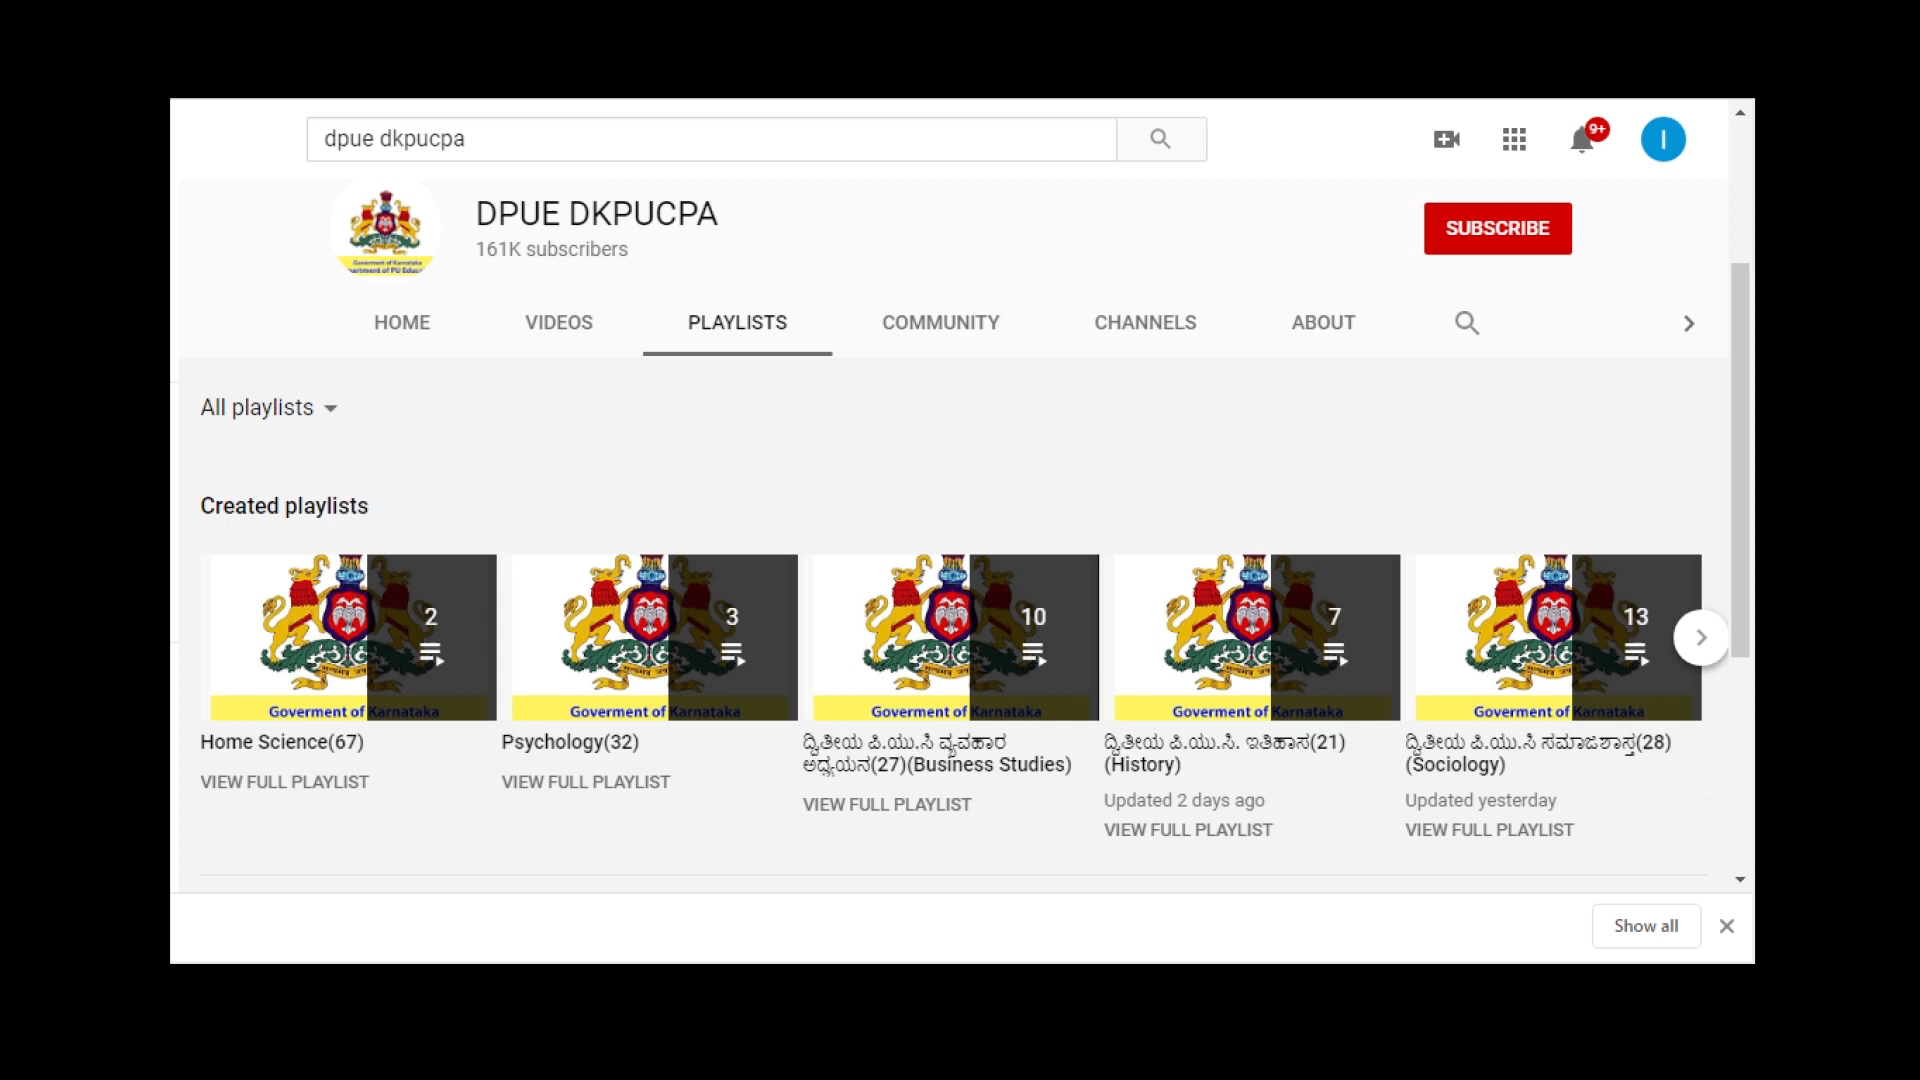 dpue dkpucpa
9+
I
DPUE DKPUCPA
161K subscribers
SUBSCRIBE
Goverment of Karnataka
HOME VIDEOS PLAYLISTS COMMUNITY CHANNELS ABOUT
All playlists
Created playlists
2 3 10 7 13
Goverment of Karnataka Goverment of Karnataka Goverment of Karnataka Goverment of Karnataka Goverment of Karnataka
Home Science(67)
VIEW FULL PLAYLIST
Psychology(32)
VIEW FULL PLAYLIST
ದ್ವಿತೀಯ ಪಿ.ಯು.ಸಿ ವ್ಯವಹಾರ
ಅಧ್ಯಯನ(27)(Business Studies)
VIEW FULL PLAYLIST
ದ್ವಿತೀಯ ಪಿ.ಯು.ಸಿ. ಇತಿಹಾಸ(21)
(History)
Updated 2 days ago
VIEW FULL PLAYLIST
ದ್ವಿತೀಯ ಪಿ.ಯು.ಸಿ ಸಮಾಜಶಾಸ್ತ್ರ(28)
(Sociology)
Updated yesterday
VIEW FULL PLAYLIST
Show all